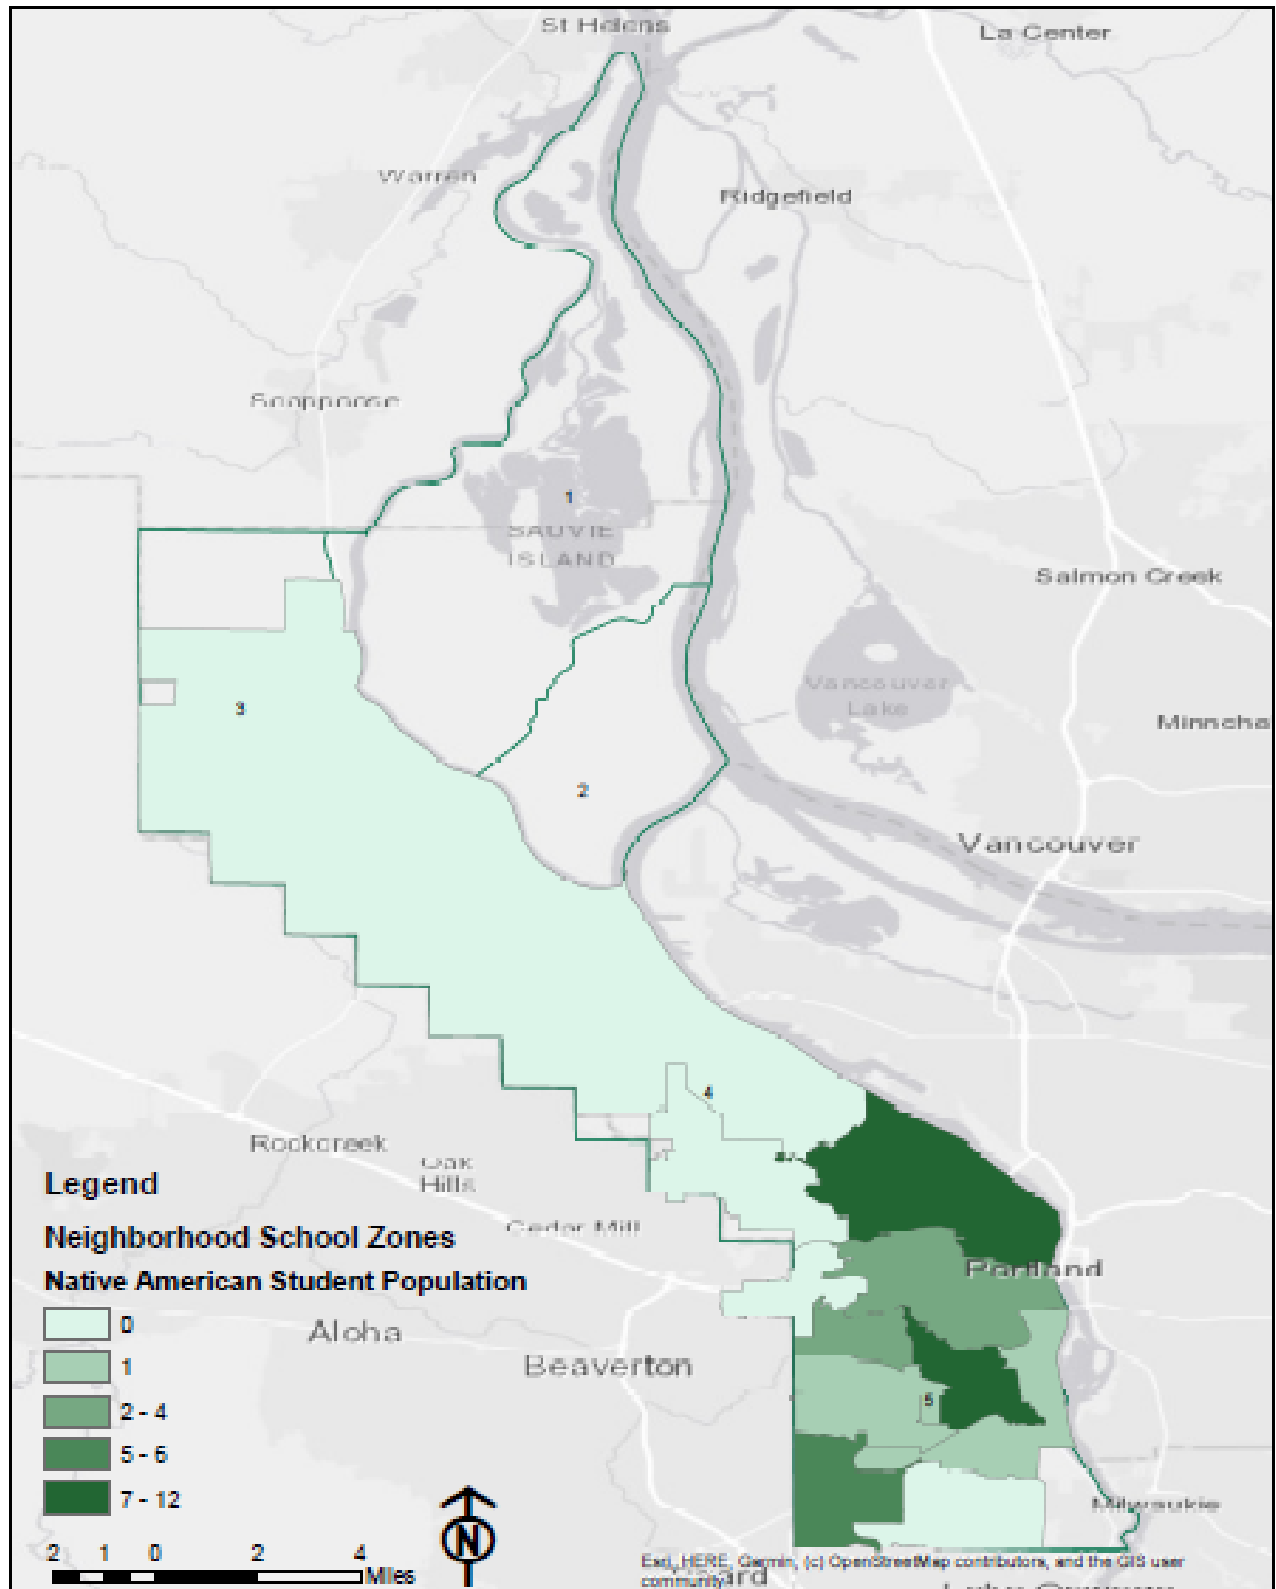 St Helens
La Center
Warren
Ridgefield
Scappoose
1
SAUVIE
ISLAND
Salmon Creek
3
Vancouver
Lake
Minneha
2
Vancouver
4
Rockcreek
Oak
Hills
Cedar Mill
Legend
Neighborhood School Zones
Native American Student Population
0
1
2 - 4
5 - 6
7 - 12
Portland
Aloha
Beaverton
5
Milwaukie
2 1 0 2 4
Miles
N
Esri, HERE, Garmin, (c) OpenStreetMap contributors, and the GIS user
community